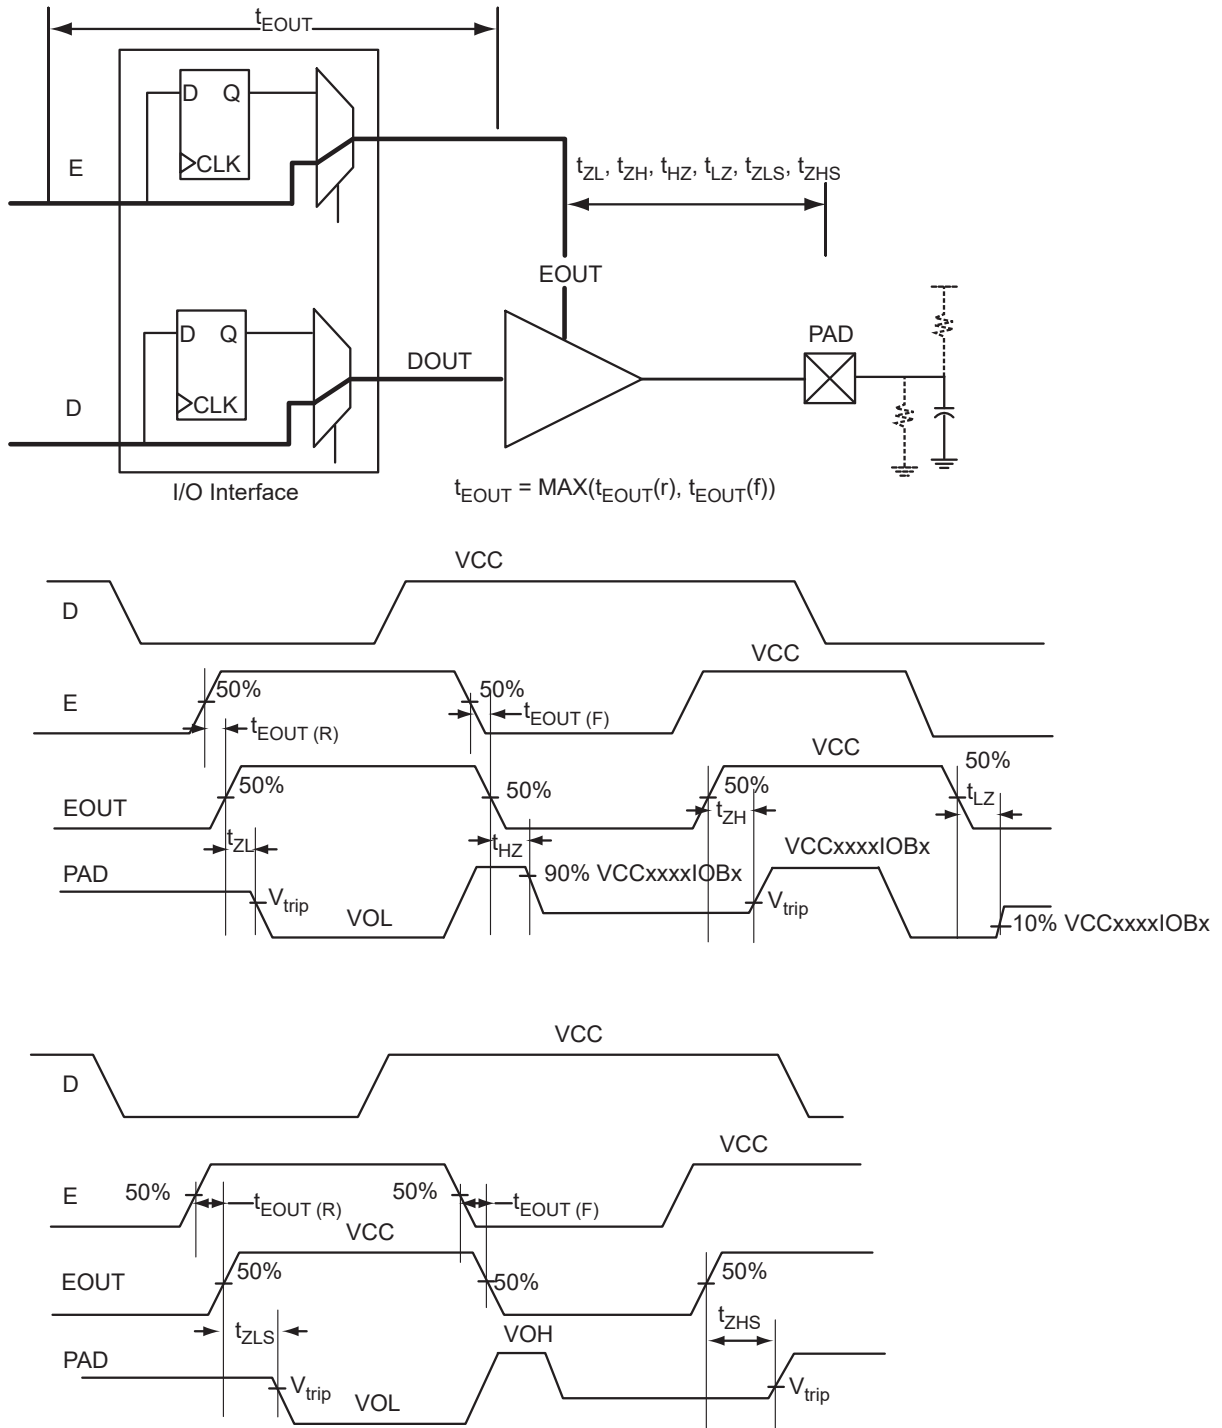 tEOUT
D Q
CLK
E
tZL, tZH, tHZ, tLZ, tZLS, tZHS
EOUT
D Q
CLK
DOUT
PAD
D
I/O Interface
tEOUT = MAX(tEOUT(r), tEOUT(f))
VCC
D
VCC
50% 50%
E
tEOUT (R) tEOUT (F)
VCC
50%
50% 50% 50%
EOUT
tZL tHZ tZH tLZ
VCCxxxxIOBx
PAD
90% VCCxxxxIOBx
Vtrip VOL Vtrip
10% VCCxxxxIOBx
VCC
D
VCC
50% 50%
E
tEOUT (R) tEOUT (F)
VCC
EOUT
50% 50% 50%
tZLS tZHS
VOH
PAD
Vtrip VOL Vtrip